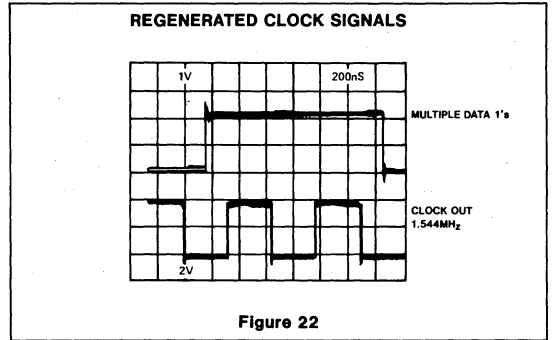 REGENERATED CLOCK SIGNALS
1V 200nS
MULTIPLE DATA 1's
CLOCK OUT
1.544MHz
2V
Figure 22